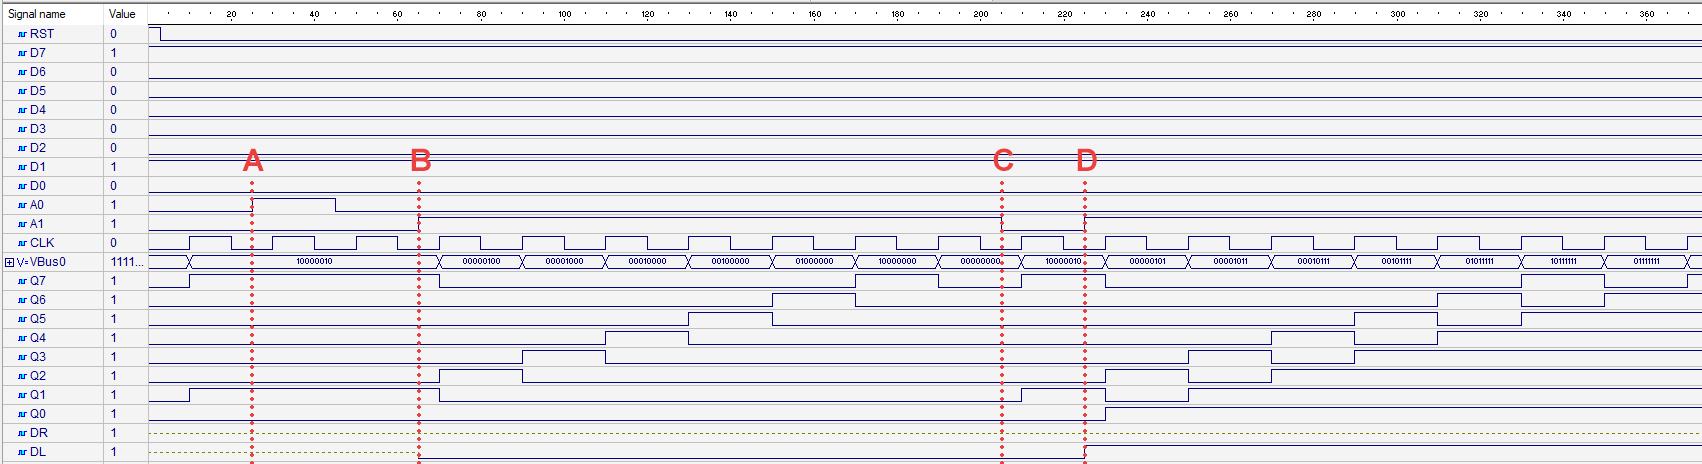 Signal name Value 20 40 60 80 100 120 140 160 180 200 220 240 260 280 300 320 340 360
RST 0
D7 1
D6 0
D5 0
D4 0
D3 0
D2 0
A B C D
D1 1
D0 0
A0 1
A1 1
CLK 0
V= VBus0 1111... 10000010 00000100 00001000 00010000 00100000 01000000 10000000 00000000 10000010 00000101 00001011 00010111 00101111 01011111 10111111 01111111
Q7 1
Q6 1
Q5 1
Q4 1
Q3 1
Q2 1
Q1 1
Q0 1
DR 1
DL 1